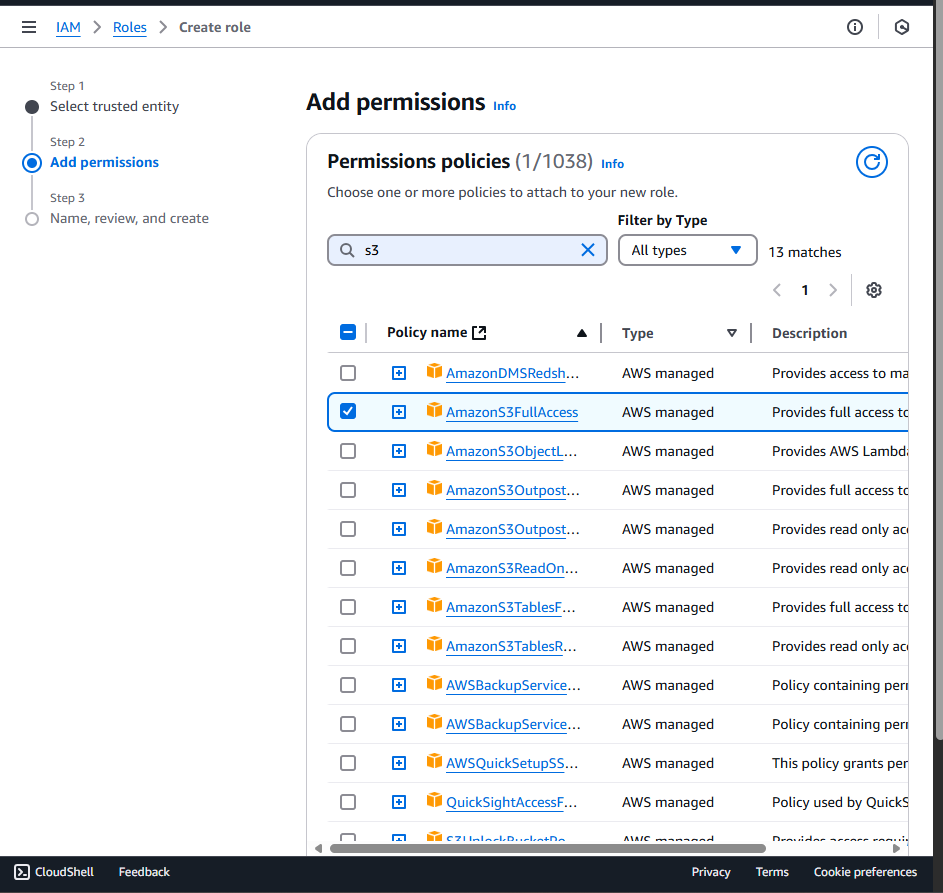 IAM Roles Create role
Step 1
Select trusted entity
Step 2
Add permissions
Step 3
Name, review, and create
Add permissions Info
Permissions policies (1/1038) Info
Choose one or more policies to attach to your new role.
Filter by Type
s3 All types 13 matches
1
Policy name Type Description
AmazonDMSRedsh... AWS managed Provides access to ma
AmazonS3FullAccess AWS managed Provides full access to
AmazonS3ObjectL... AWS managed Provides AWS Lambda
AmazonS3Outpost... AWS managed Provides full access to
AmazonS3Outpost... AWS managed Provides read only acc
AmazonS3ReadOn... AWS managed Provides read only acc
AmazonS3TablesF... AWS managed Provides full access to
AmazonS3TablesR... AWS managed Provides read only acc
AWSBackupService... AWS managed Policy containing perr
AWSBackupService... AWS managed Policy containing perr
AWSQuickSetupSS... AWS managed This policy grants per
QuickSightAccessF... AWS managed Policy used by QuickS
S3UnlockBucketPo... AWS managed Provides access requi
CloudShell Feedback Privacy Terms Cookie preferences